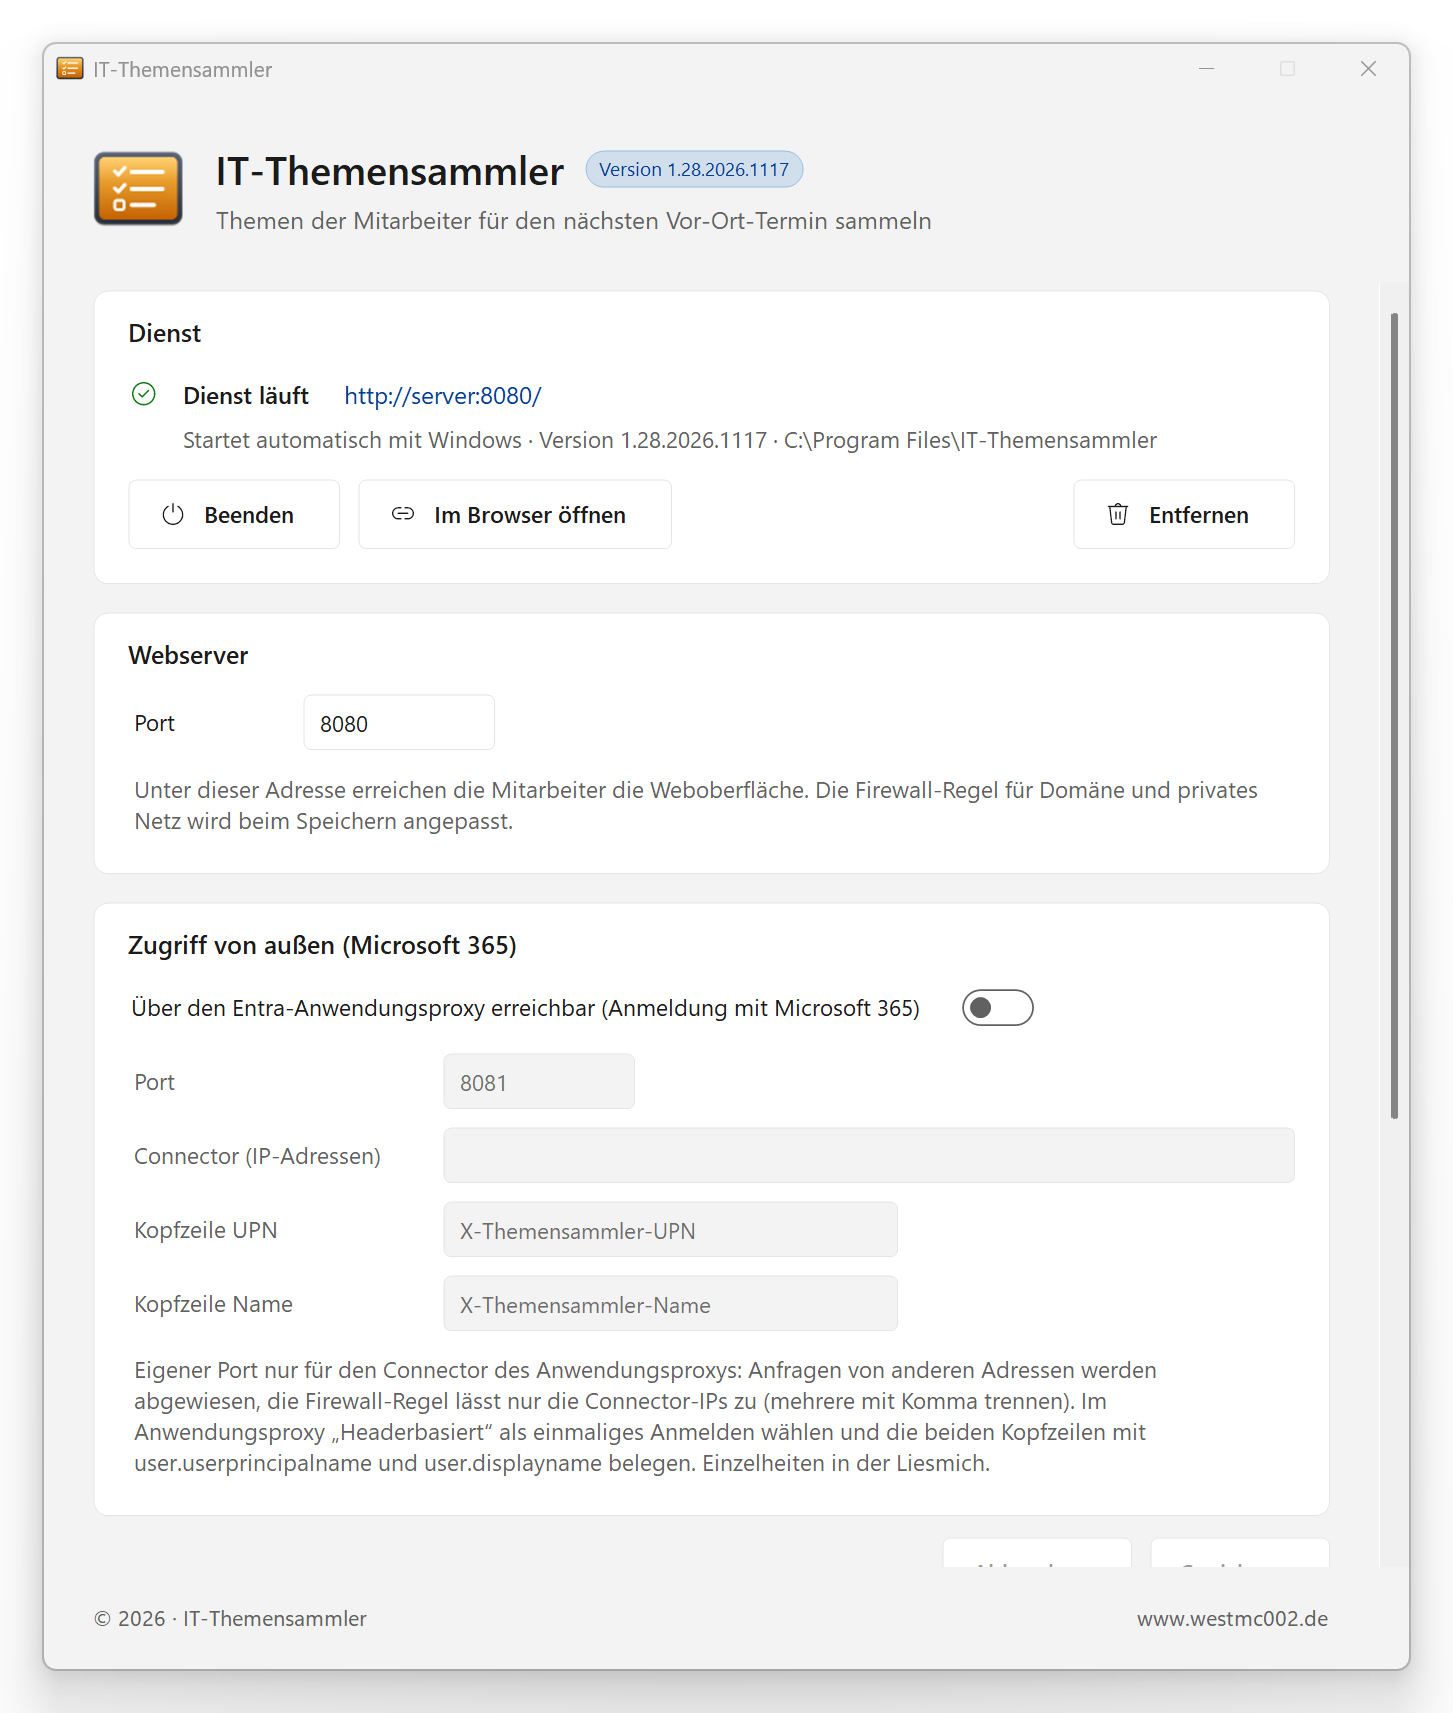 IT-Themensammler
IT-Themensammler
Version 1.28.2026.1117
Themen der Mitarbeiter für den nächsten Vor-Ort-Termin sammeln
Dienst
Dienst läuft http://server:8080/
Startet automatisch mit Windows · Version 1.28.2026.1117 · C:\Program Files\IT-Themensammler
Beenden
Im Browser öffnen
Entfernen
Webserver
Port 8080
Unter dieser Adresse erreichen die Mitarbeiter die Weboberfläche. Die Firewall-Regel für Domäne und privates
Netz wird beim Speichern angepasst.
Zugriff von außen (Microsoft 365)
Über den Entra-Anwendungsproxy erreichbar (Anmeldung mit Microsoft 365)
Port 8081
Connector (IP-Adressen)
Kopfzeile UPN X-Themensammler-UPN
Kopfzeile Name X-Themensammler-Name
Eigener Port nur für den Connector des Anwendungsproxys: Anfragen von anderen Adressen werden
abgewiesen, die Firewall-Regel lässt nur die Connector-IPs zu (mehrere mit Komma trennen). Im
Anwendungsproxy „Headerbasiert“ als einmaliges Anmelden wählen und die beiden Kopfzeilen mit
user.userprincipalname und user.displayname belegen. Einzelheiten in der Liesmich.
© 2026 · IT-Themensammler
www.westmc002.de